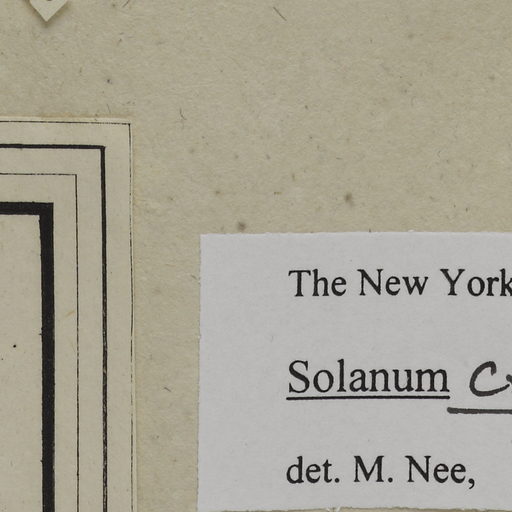 The New York
Solanum
det. M. Nee,